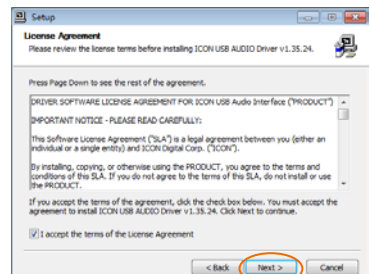 Setup
License Agreement
Please review the license terms before installing ICON USB AUDIO Driver v1.35.24.
Press Page Down to see the rest of the agreement.
DRIVER SOFTWARE LICENSE AGREEMENT FOR ICON USB Audio Interface ("PRODUCT")
IMPORTANT NOTICE - PLEASE READ CAREFULLY:
This Software License Agreement ("SLA") is a legal agreement between you (either an
individual or a single entity) and ICON Digital Corp. ("ICON").
By installing, copying, or otherwise using the PRODUCT, you agree to the terms and
conditions of this SLA. If you do not agree to the terms of this SLA, do not install or use
the PRODUCT.
If you accept the terms of the agreement, click the check box below. You must accept the
agreement to install ICON USB AUDIO Driver v1.35.24. Click Next to continue.
I accept the terms of the License Agreement
< Back Next > Cancel